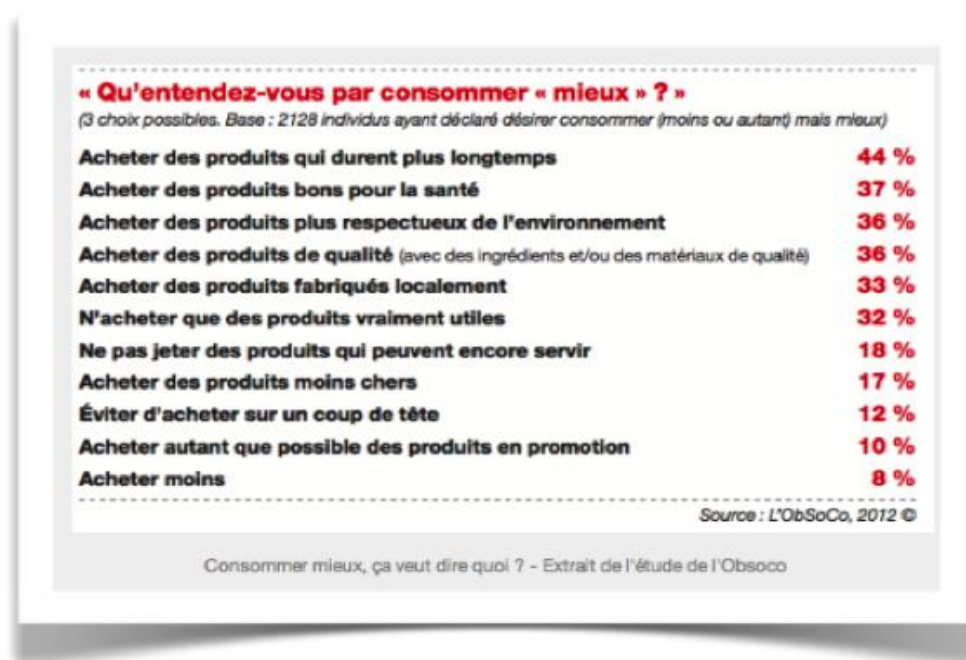 « Qu'entendez-vous par consommer « mieux » ? »
(3 choix possibles. Base : 2128 individus ayant déclaré désirer consommer (moins ou autant) mais mieux)
Acheter des produits qui durent plus longtemps 44 %
Acheter des produits bons pour la santé 37 %
Acheter des produits plus respectueux de l'environnement 36 %
Acheter des produits de qualité (avec des ingrédients et/ou des matériaux de qualité) 36 %
Acheter des produits fabriqués localement 33 %
N'acheter que des produits vraiment utiles 32 %
Ne pas jeter des produits qui peuvent encore servir 18 %
Acheter des produits moins chers 17 %
Éviter d'acheter sur un coup de tête 12 %
Acheter autant que possible des produits en promotion 10 %
Acheter moins 8 %
Source : L'ObSoCo, 2012 ©
Consommer mieux, ça veut dire quoi ? - Extrait de l'étude de l'Obsoco